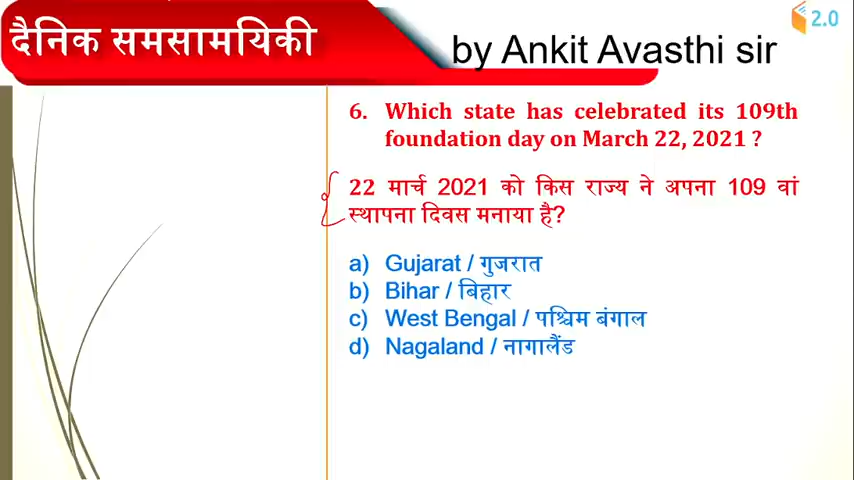 दैनिक समसामयिकी
by Ankit Avasthi sir
2.0
6. Which state has celebrated its 109th
foundation day on March 22, 2021 ?
22 मार्च 2021 को किस राज्य ने अपना 109 वां
स्थापना दिवस मनाया है?
a) Gujarat / गुजरात
b) Bihar / बिहार
c) West Bengal / पश्चिम बंगाल
d) Nagaland / नागालैंड